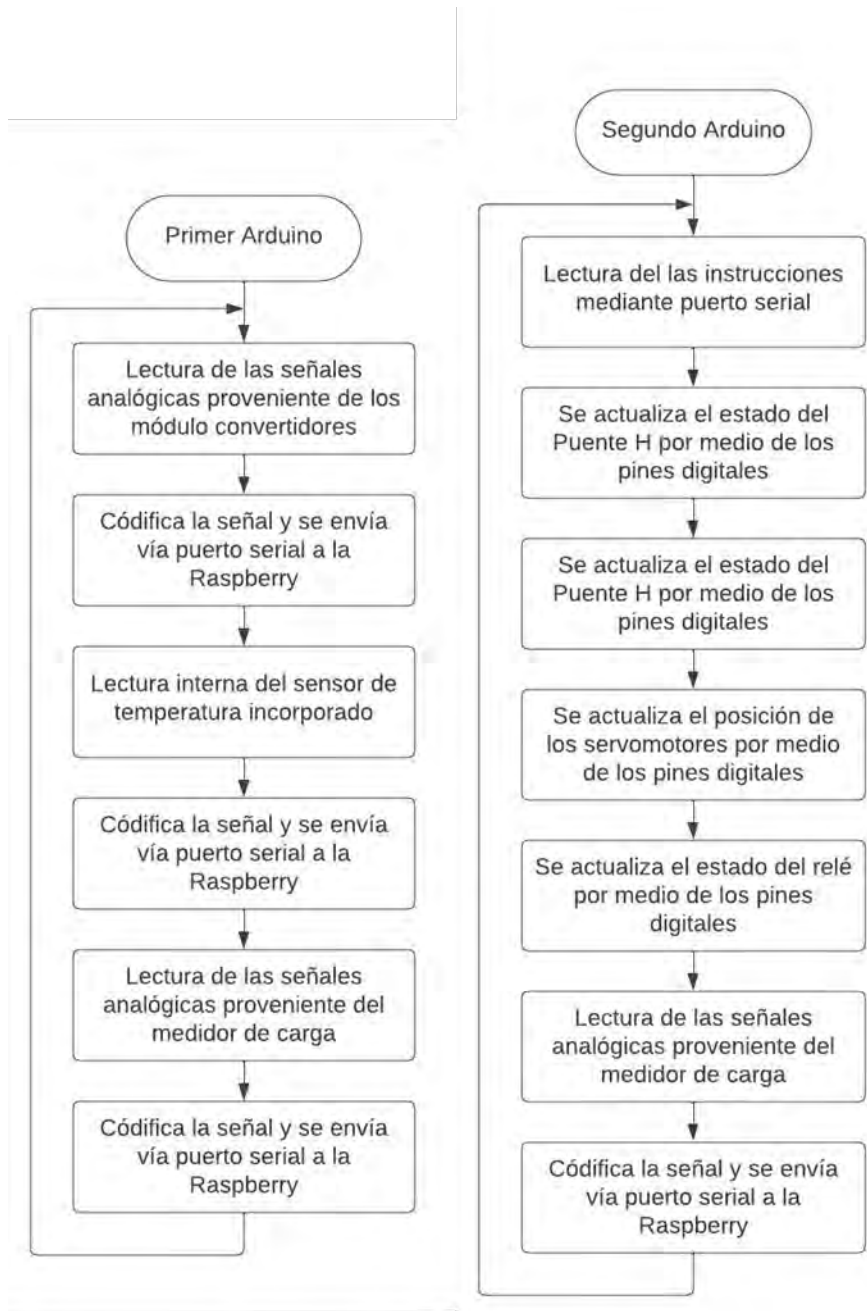 Primer Arduino
Lectura de las señales
analógicas proveniente de los
módulo convertidores
Códifica la señal y se envía
vía puerto serial a la
Raspberry
Lectura interna del sensor de
temperatura incorporado
Códifica la señal y se envía
vía puerto serial a la
Raspberry
Lectura de las señales
analógicas proveniente del
medidor de carga
Códifica la señal y se envía
vía puerto serial a la
Raspberry
Segundo Arduino
Lectura del las instrucciones
mediante puerto serial
Se actualiza el estado del
Puente H por medio de los
pines digitales
Se actualiza el estado del
Puente H por medio de los
pines digitales
Se actualiza el posición de
los servomotores por medio
de los pines digitales
Se actualiza el estado del relé
por medio de los pines
digitales
Lectura de las señales
analógicas proveniente del
medidor de carga
Códifica la señal y se envía
vía puerto serial a la
Raspberry